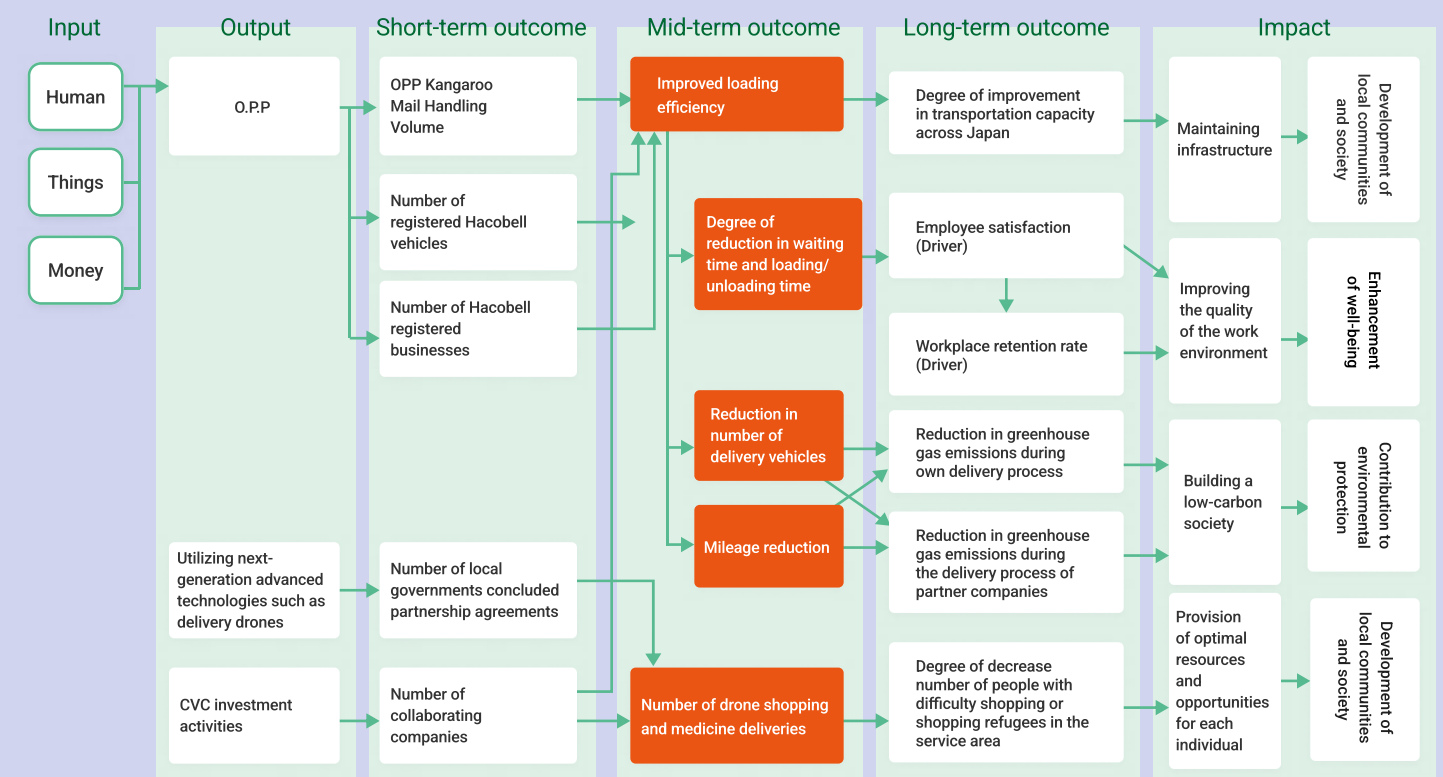 Input
Output
Short-term outcome
Mid-term outcome
Long-term outcome
Impact
Human
Things
Money
O.P.P
Utilizing next-
generation advanced
technologies such as
delivery drones
CVC investment
activities
OPP Kangaroo
Mail Handling
Volume
Number of
registered Hacobell
vehicles
Number of Hacobell
registered
businesses
Number of local
governments concluded
partnership agreements
Number of
collaborating
companies
Improved loading
efficiency
Degree of
reduction in waiting
time and loading/
unloading time
Reduction in
number of
delivery vehicles
Mileage reduction
Number of drone shopping
and medicine deliveries
Degree of improvement
in transportation capacity
across Japan
Employee satisfaction
(Driver)
Workplace retention rate
(Driver)
Reduction in greenhouse
gas emissions during
own delivery process
Reduction in greenhouse
gas emissions during
the delivery process of
partner companies
Degree of decrease
number of people with
difficulty shopping or
shopping refugees in the
service area
Maintaining
infrastructure
Improving
the quality
of the work
environment
Building a
low-carbon
society
Provision
of optimal
resources
and
opportunities
for each
individual
Development of
local communities
and society
Enhancement
of well-being
Contribution to
environmental
protection
Development of
local communities
and society